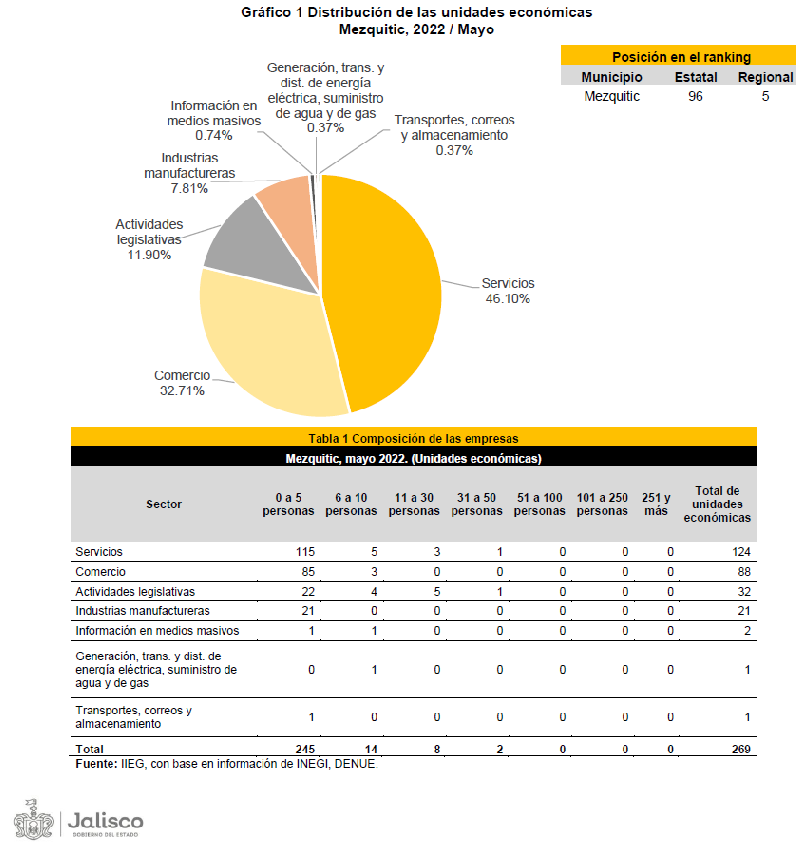 Gráfico 1 Distribución de las unidades económicas
Mezquitic, 2022 / Mayo
Posición en el ranking
Municipio Estatal Regional
Mezquitic 96 5
Generación, trans. y
dist. de energía
eléctrica, suministro
de agua y de gas
0.37%
Información en
medios masivos
0.74%
Transportes, correos
y almacenamiento
0.37%
Industrias
manufactureras
7.81%
Actividades
legislativas
11.90%
Servicios
46.10%
Comercio
32.71%
Tabla 1 Composición de las empresas
Mezquitic, mayo 2022. (Unidades económicas)
Sector 0 a 5 personas 6 a 10 personas 11 a 30 personas 31 a 50 personas 51 a 100 personas 101 a 250 personas 251 y más Total de unidades económicas
Servicios 115 5 3 1 0 0 0 124
Comercio 85 3 0 0 0 0 0 88
Actividades legislativas 22 4 5 1 0 0 0 32
Industrias manufactureras 21 0 0 0 0 0 0 21
Información en medios masivos 1 1 0 0 0 0 0 2
Generación, trans. y dist. de
energía eléctrica, suministro de 0 1 0 0 0 0 0 1
agua y de gas
Transportes, correos y
almacenamiento 1 0 0 0 0 0 0 1
Total 245 14 8 2 0 0 0 269
Fuente: IIEG, con base en información de INEGI, DENUE
Jalisco
GOBIERNO DEL ESTADO